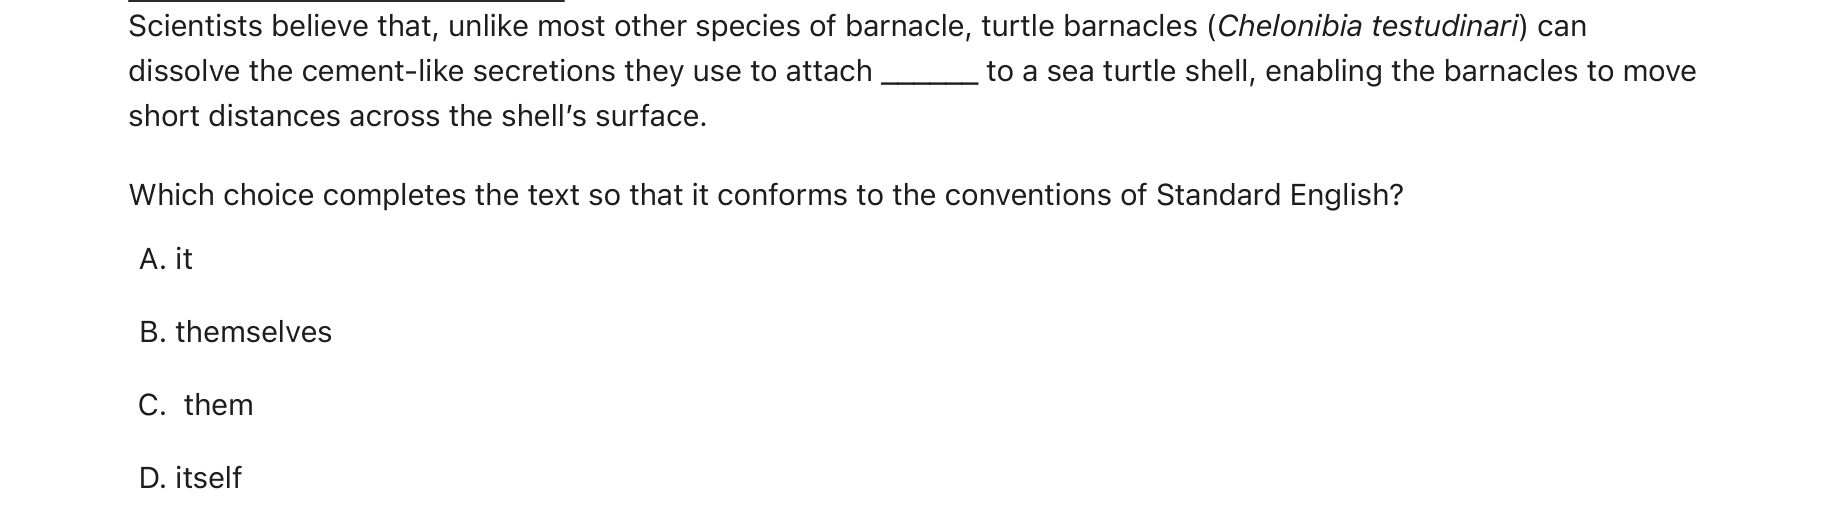 Scientists believe that, unlike most other species of barnacle, turtle barnacles (Chelonibia testudinari) can
dissolve the cement-like secretions they use to attach ______ to a sea turtle shell, enabling the barnacles to move
short distances across the shell’s surface.
Which choice completes the text so that it conforms to the conventions of Standard English?
A. it
B. themselves
C. them
D. itself